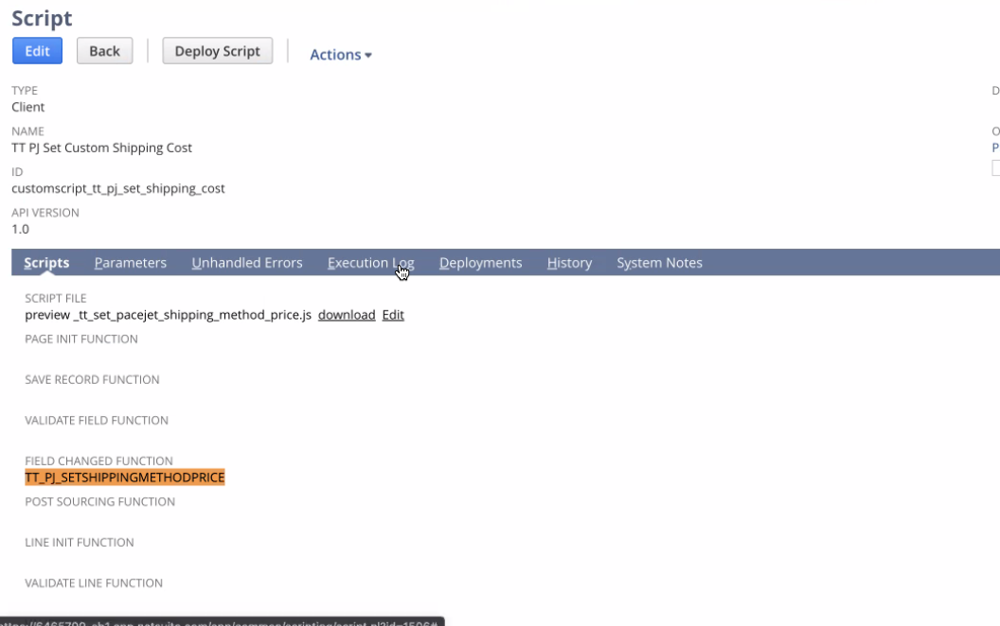 Script
Edit Back Deploy Script Actions
TYPE
Client
NAME
TT PJ Set Custom Shipping Cost
ID
customscript_tt_pj_set_shipping_cost
API VERSION
1.0
D
O
P
Scripts Parameters Unhandled Errors Execution Log Deployments History System Notes
SCRIPT FILE
preview _tt_set_pacejet_shipping_method_price.js download Edit
PAGE INIT FUNCTION
SAVE RECORD FUNCTION
VALIDATE FIELD FUNCTION
FIELD CHANGED FUNCTION
TT_PJ_SETSHIPPINGMETHODPRICE
POST SOURCING FUNCTION
LINE INIT FUNCTION
VALIDATE LINE FUNCTION